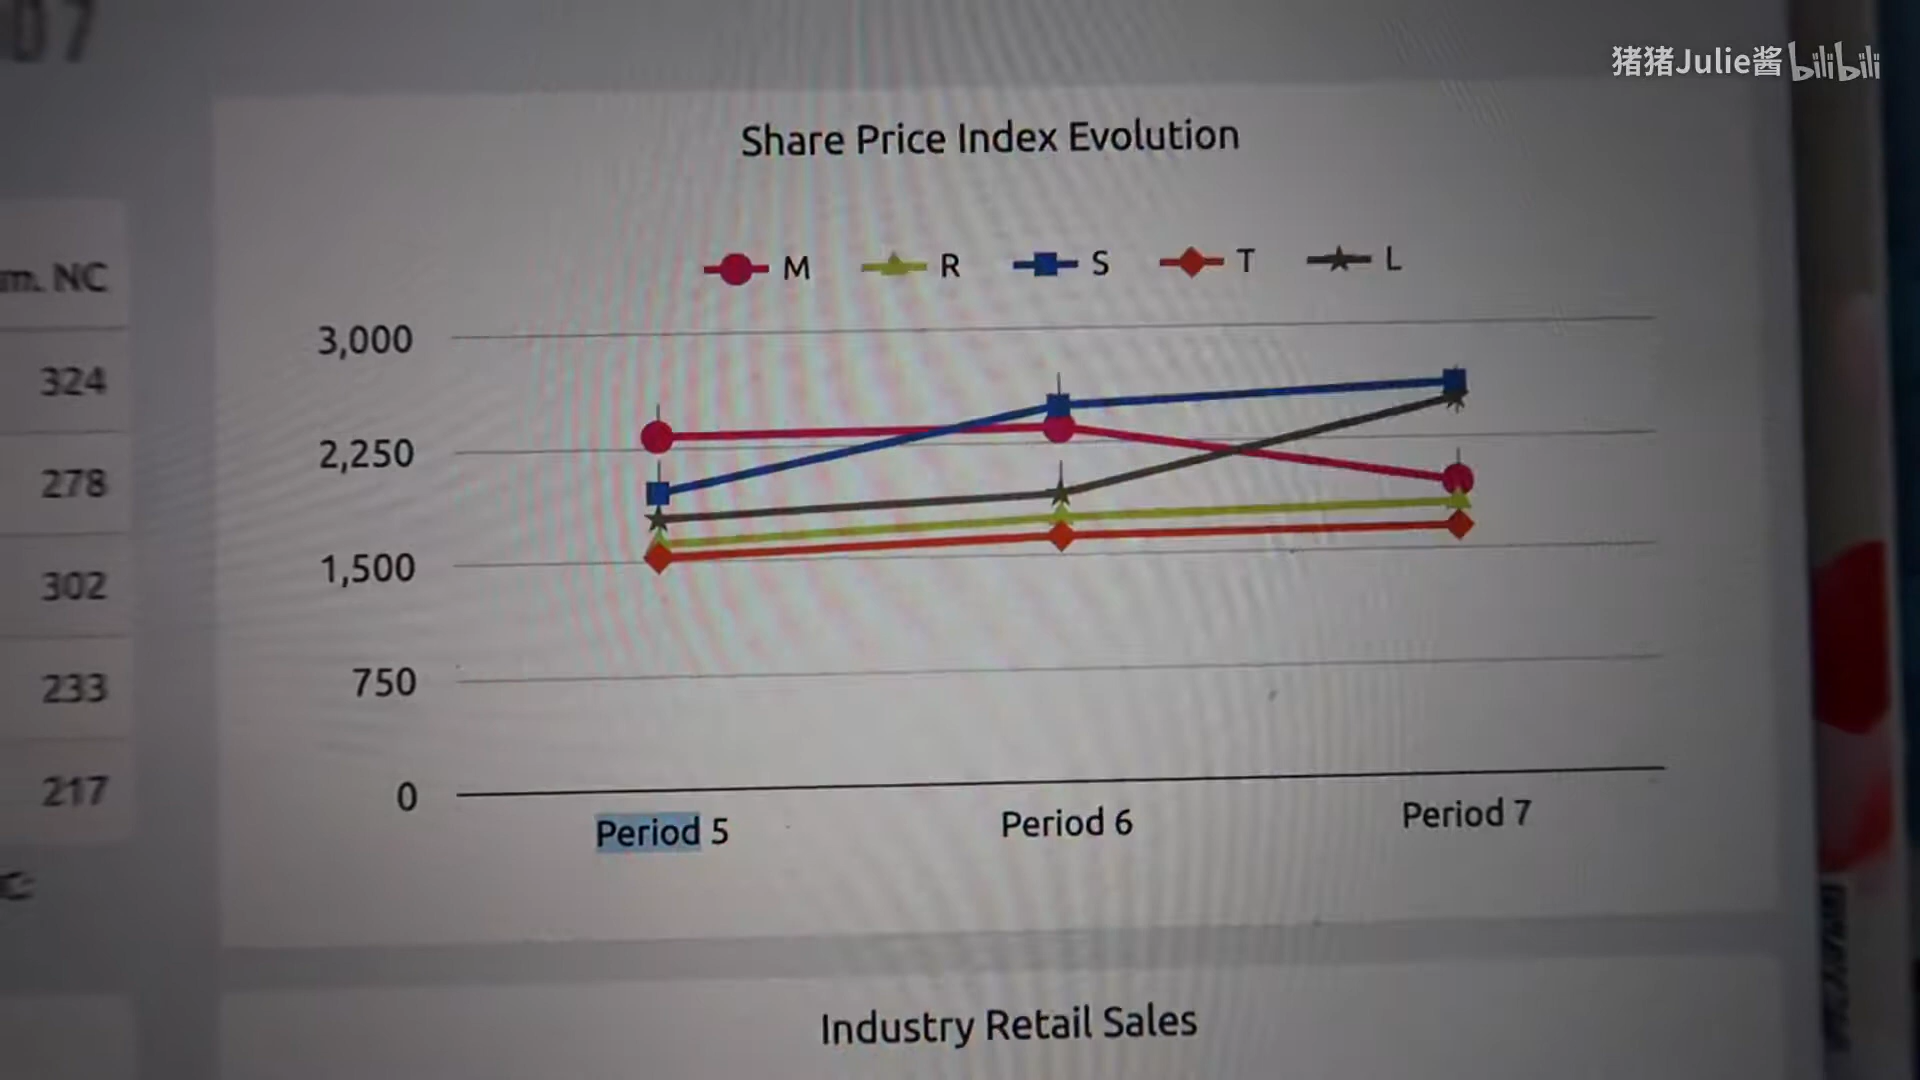 07
猪猪Julie酱 bilibili
Share Price Index Evolution
M R S T L
m. NC
324
278
302
233
217
3,000
2,250
1,500
750
0
Period 5 Period 6 Period 7
Industry Retail Sales